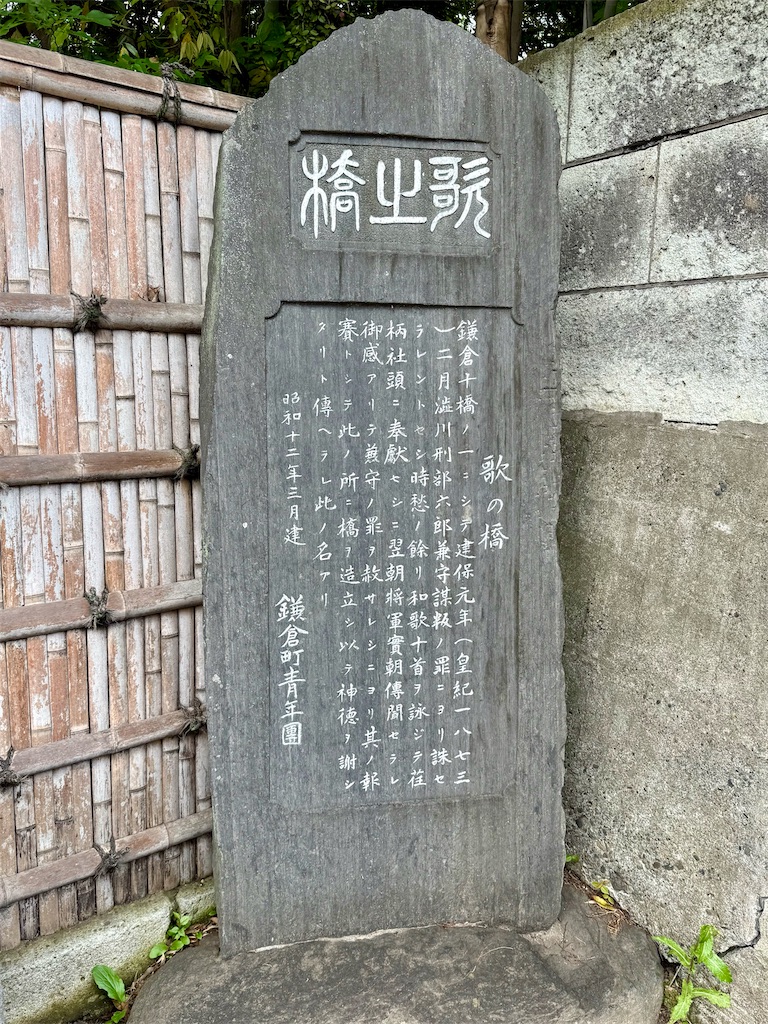 歌之橋
歌の橋
鎌倉十橋ノ一ニシテ建保元年(皇紀一八七三
)二月澁川刑部六郎兼守謀叛ノ罪ニヨリ誅セ
ラレントセシ時愁ノ餘リ和歌十首ヲ詠ジテ荏
柄社頭ニ奉獻セシニ翌朝將軍實朝傳聞セラレ
御感アリテ兼守ノ罪ヲ赦サレシニヨリ其ノ報
賽トシテ此ノ所ニ橋ヲ造立シ以テ神徳ヲ謝シ
タリト傳ヘラレ此ノ名アリ
昭和十二年三月建
鎌倉町青年團